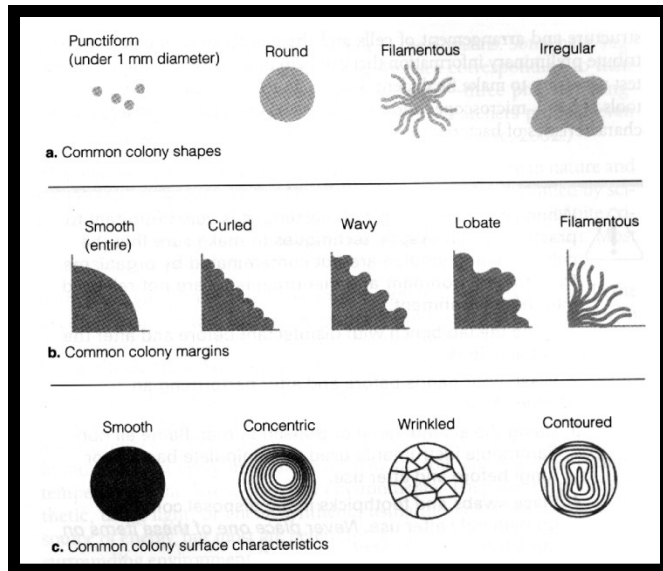 Punctiform
(under 1 mm diameter)
Round
Filamentous
Irregular
a. Common colony shapes
Smooth
(entire)
Curled
Wavy
Lobate
Filamentous
b. Common colony margins
Smooth
Concentric
Wrinkled
Contoured
c. Common colony surface characteristics